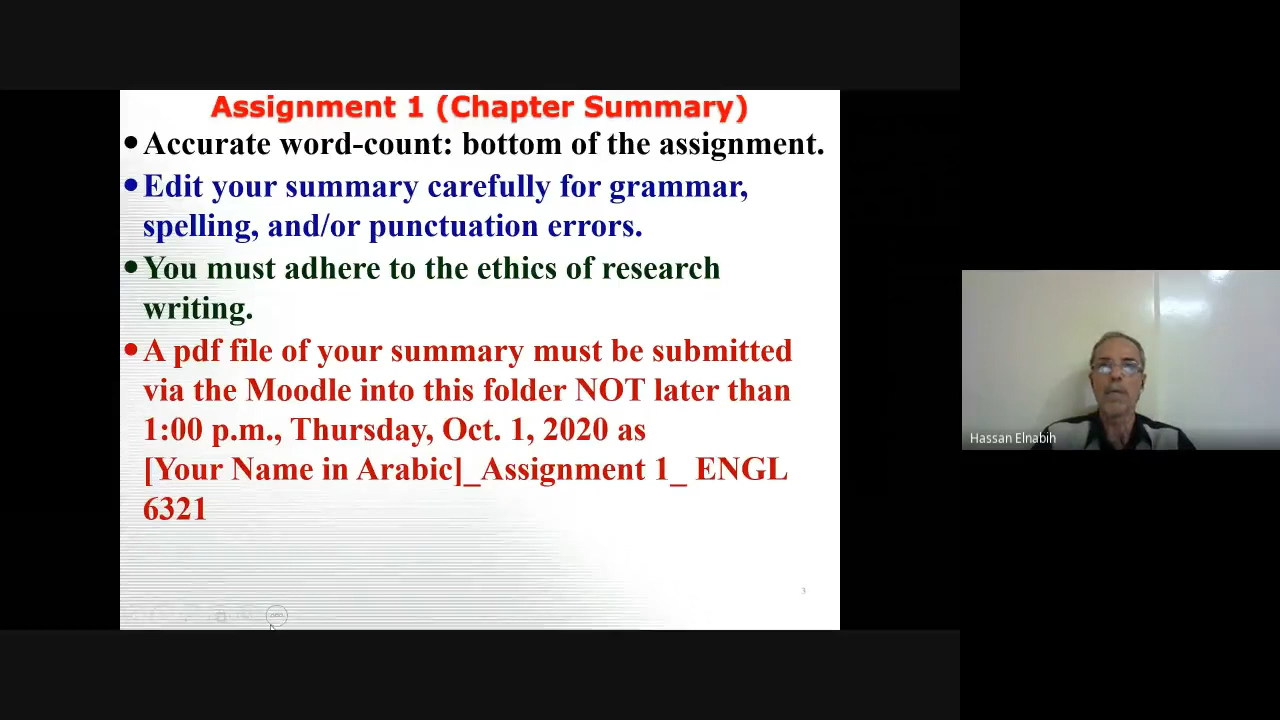 Assignment 1 (Chapter Summary)
• Accurate word-count: bottom of the assignment.
• Edit your summary carefully for grammar,
spelling, and/or punctuation errors.
• You must adhere to the ethics of research
writing.
• A pdf file of your summary must be submitted
via the Moodle into this folder NOT later than
1:00 p.m., Thursday, Oct. 1, 2020 as
[Your Name in Arabic]_Assignment 1_ ENGL
6321
3
Hassan Elnabih